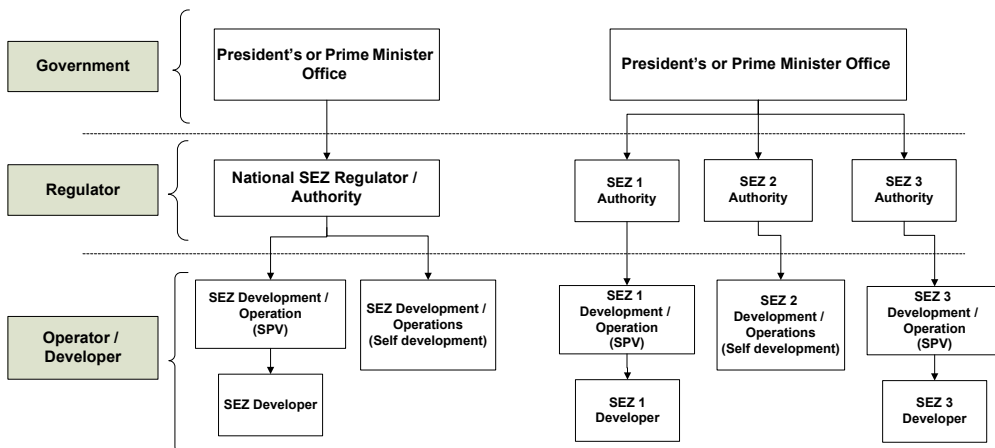 Government
President's or Prime Minister
Office
President's or Prime Minister Office
Regulator
National SEZ Regulator /
Authority
SEZ 1
Authority
SEZ 2
Authority
SEZ 3
Authority
Operator /
Developer
SEZ Development /
Operation
(SPV)
SEZ Development /
Operations
(Self development)
SEZ 1
Development /
Operation
(SPV)
SEZ 2
Development /
Operations
(Self development)
SEZ 3
Development /
Operation
(SPV)
SEZ Developer
SEZ 1
Developer
SEZ 3
Developer